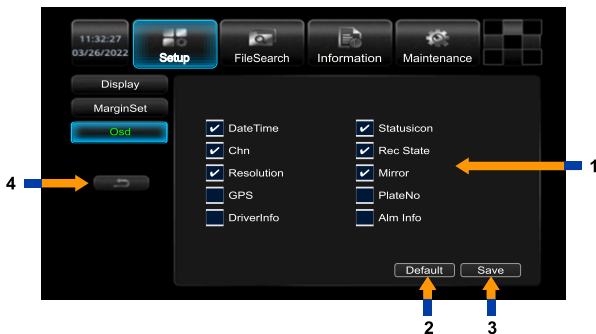 11:32:27
03/26/2022
Setup
FileSearch
Information
Maintenance
Display
MarginSet
Osd
DateTime
Statusicon
Chn
Rec State
Resolution
Mirror
GPS
PlateNo
DriverInfo
Alm Info
Default
Save
1
4
2
3